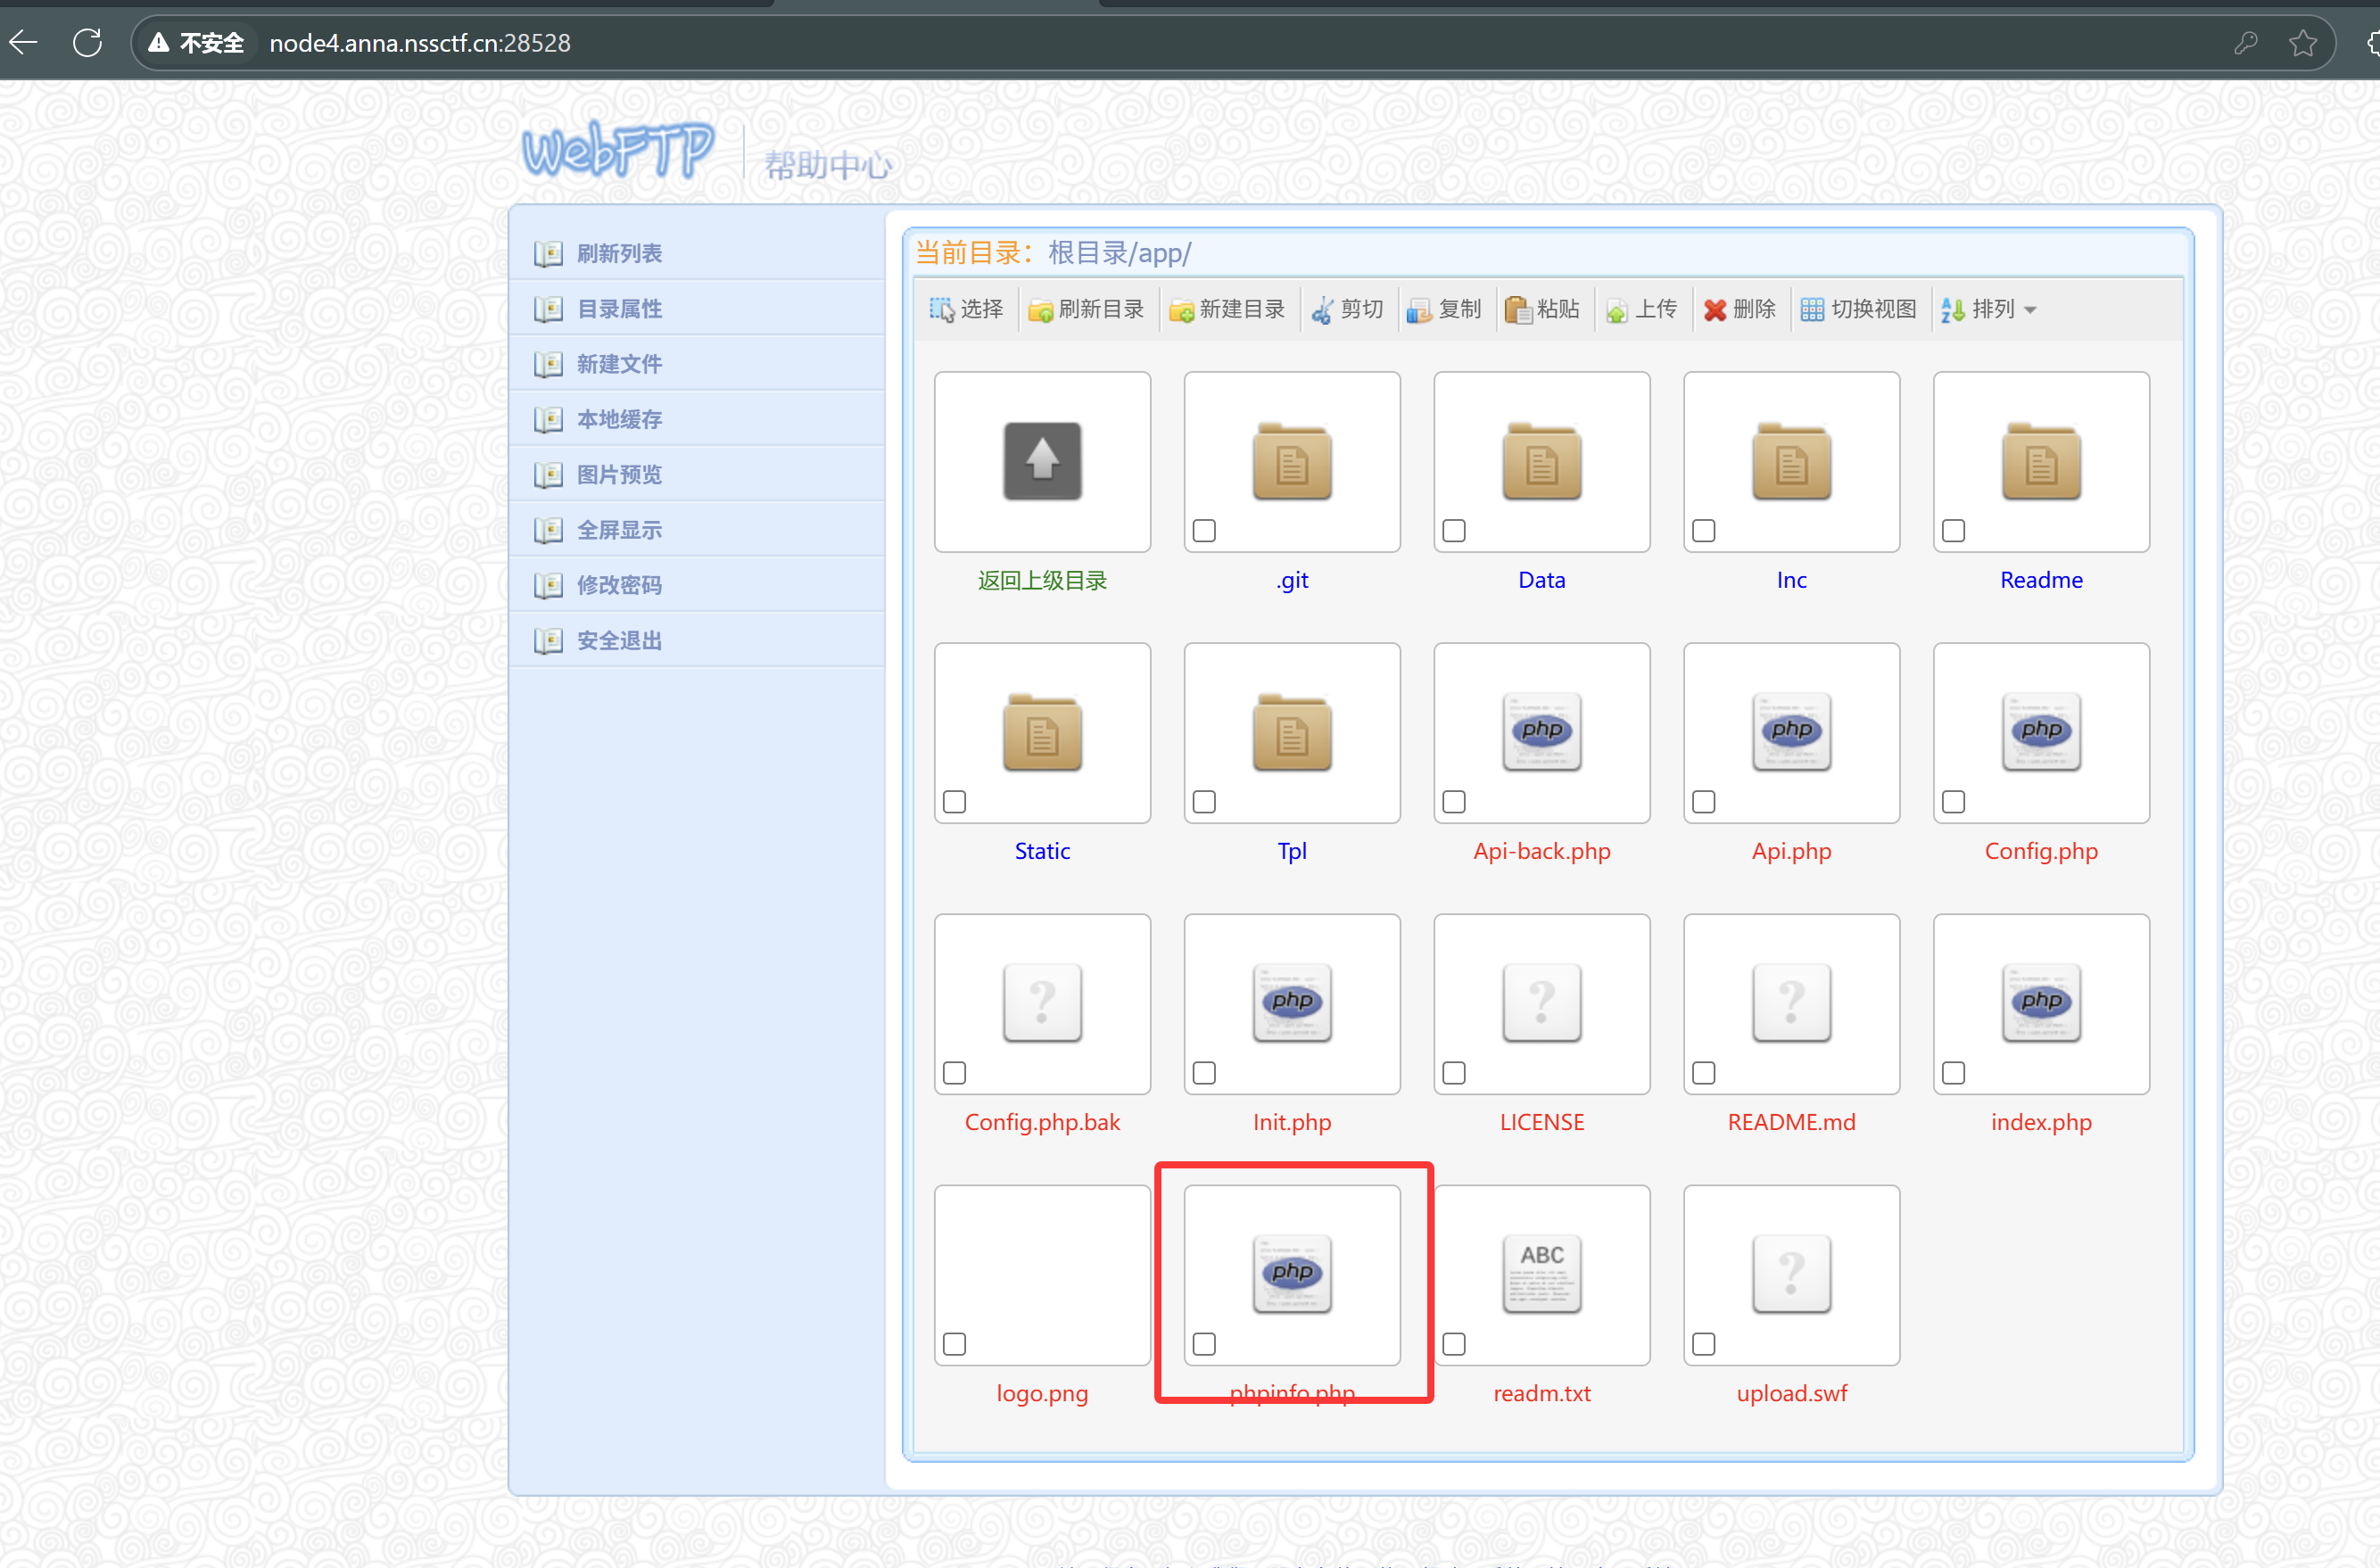 不安全 node4.anna.nssctf.cn:28528
WebFTP 帮助中心
刷新列表
目录属性
新建文件
本地缓存
图片预览
全屏显示
修改密码
安全退出
当前目录：根目录/app/
选择 刷新目录 新建目录 剪切 复制 粘贴 上传 删除 切换视图 排列
返回上级目录 .git Data Inc Readme
php php php
Static Tpl Api-back.php Api.php Config.php
? php ? ? php
Config.php.bak Init.php LICENSE README.md index.php
php ABC ?
logo.png phpinfo.php readm.txt upload.swf